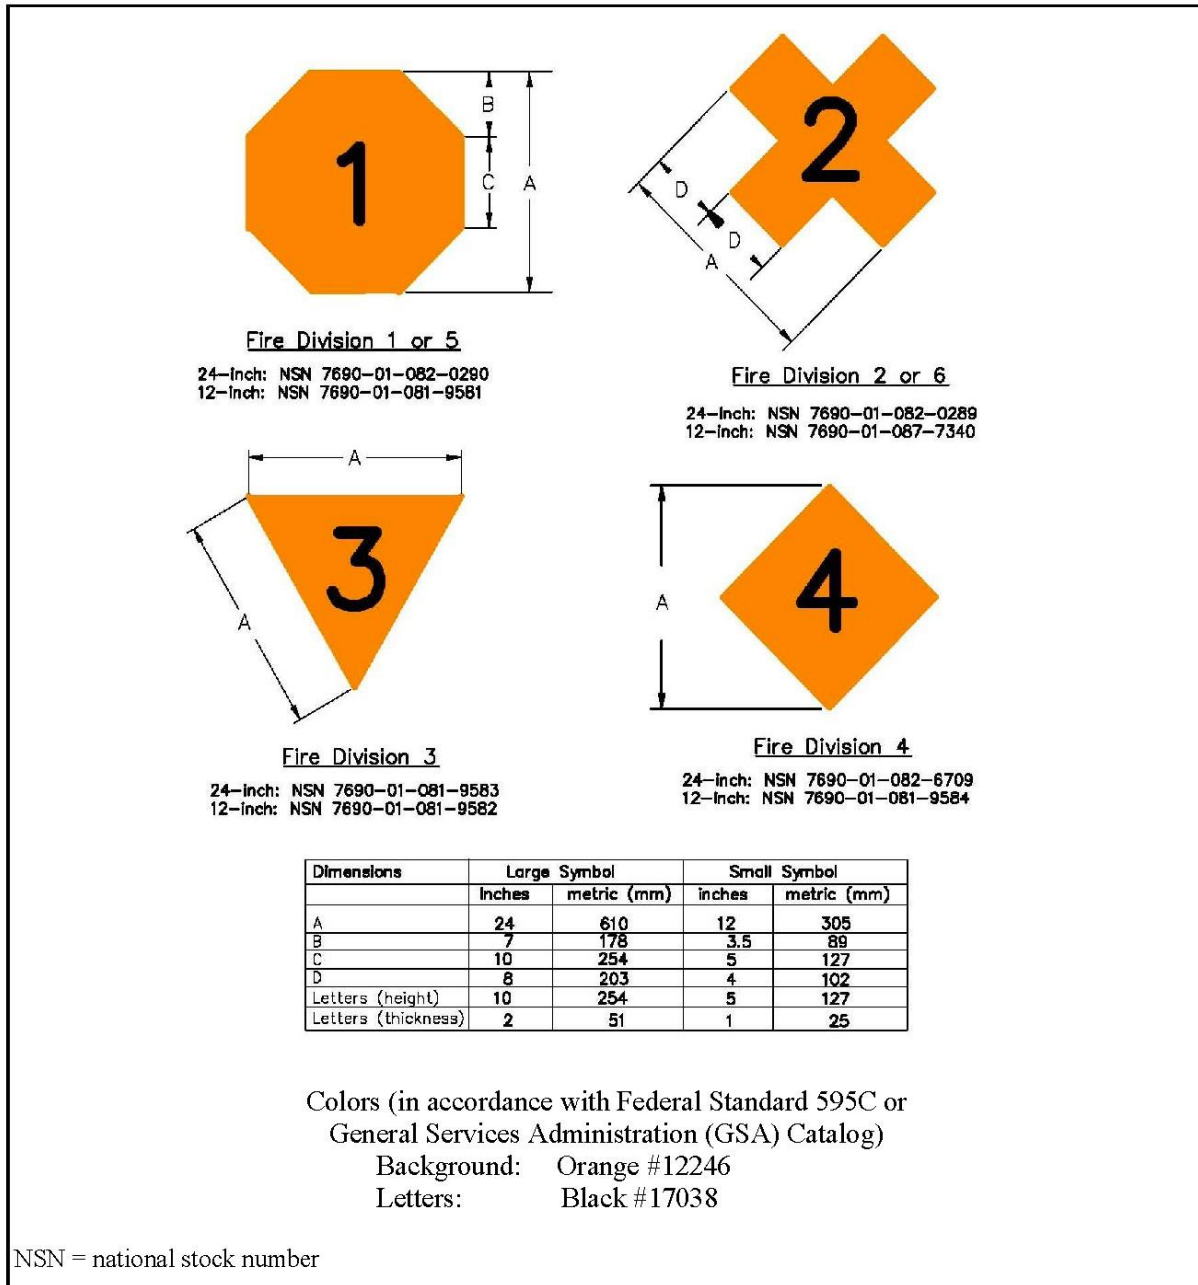 1
B
C
A
Fire Division 1 or 5
24-inch: NSN 7690-01-082-0290
12-inch: NSN 7690-01-081-9581
2
D
D
A
Fire Division 2 or 6
24-inch: NSN 7690-01-082-0289
12-inch: NSN 7690-01-087-7340
A
3
A
Fire Division 3
24-inch: NSN 7690-01-081-9583
12-inch: NSN 7690-01-081-9582
A
4
Fire Division 4
24-inch: NSN 7690-01-082-6709
12-inch: NSN 7690-01-081-9584
Dimensions Large Symbol Small Symbol
inches metric (mm) inches metric (mm)
A 24 610 12 305
B 7 178 3.5 89
C 10 254 5 127
D 8 203 4 102
Letters (height) 10 254 5 127
Letters (thickness) 2 51 1 25
Colors (in accordance with Federal Standard 595C or
General Services Administration (GSA) Catalog)
Background: Orange #12246
Letters: Black #17038
NSN = national stock number